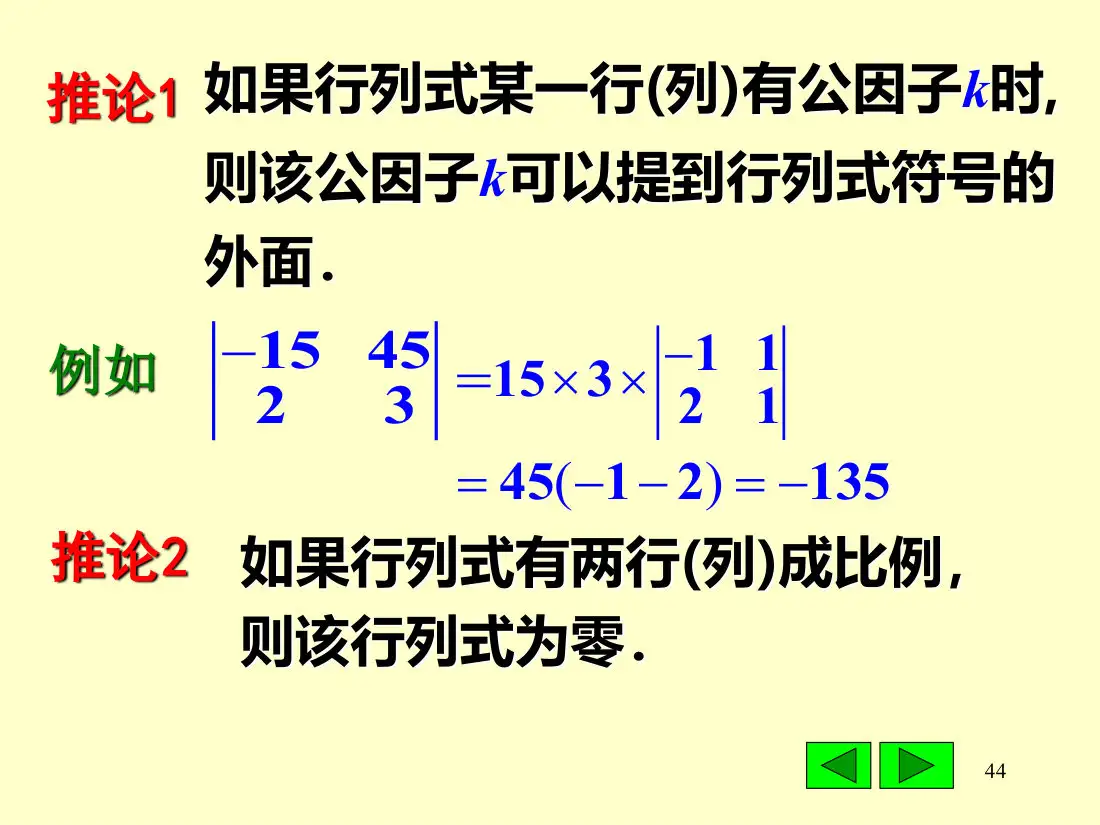 推论1 如果行列式某一行(列)有公因子k时,
则该公因子k可以提到行列式符号的
外面.
例如 |−15 45| =15×3× |−1 1|
|2 3| |2 1|
= 45(−1 − 2) = −135
推论2 如果行列式有两行(列)成比例,
则该行列式为零.
44